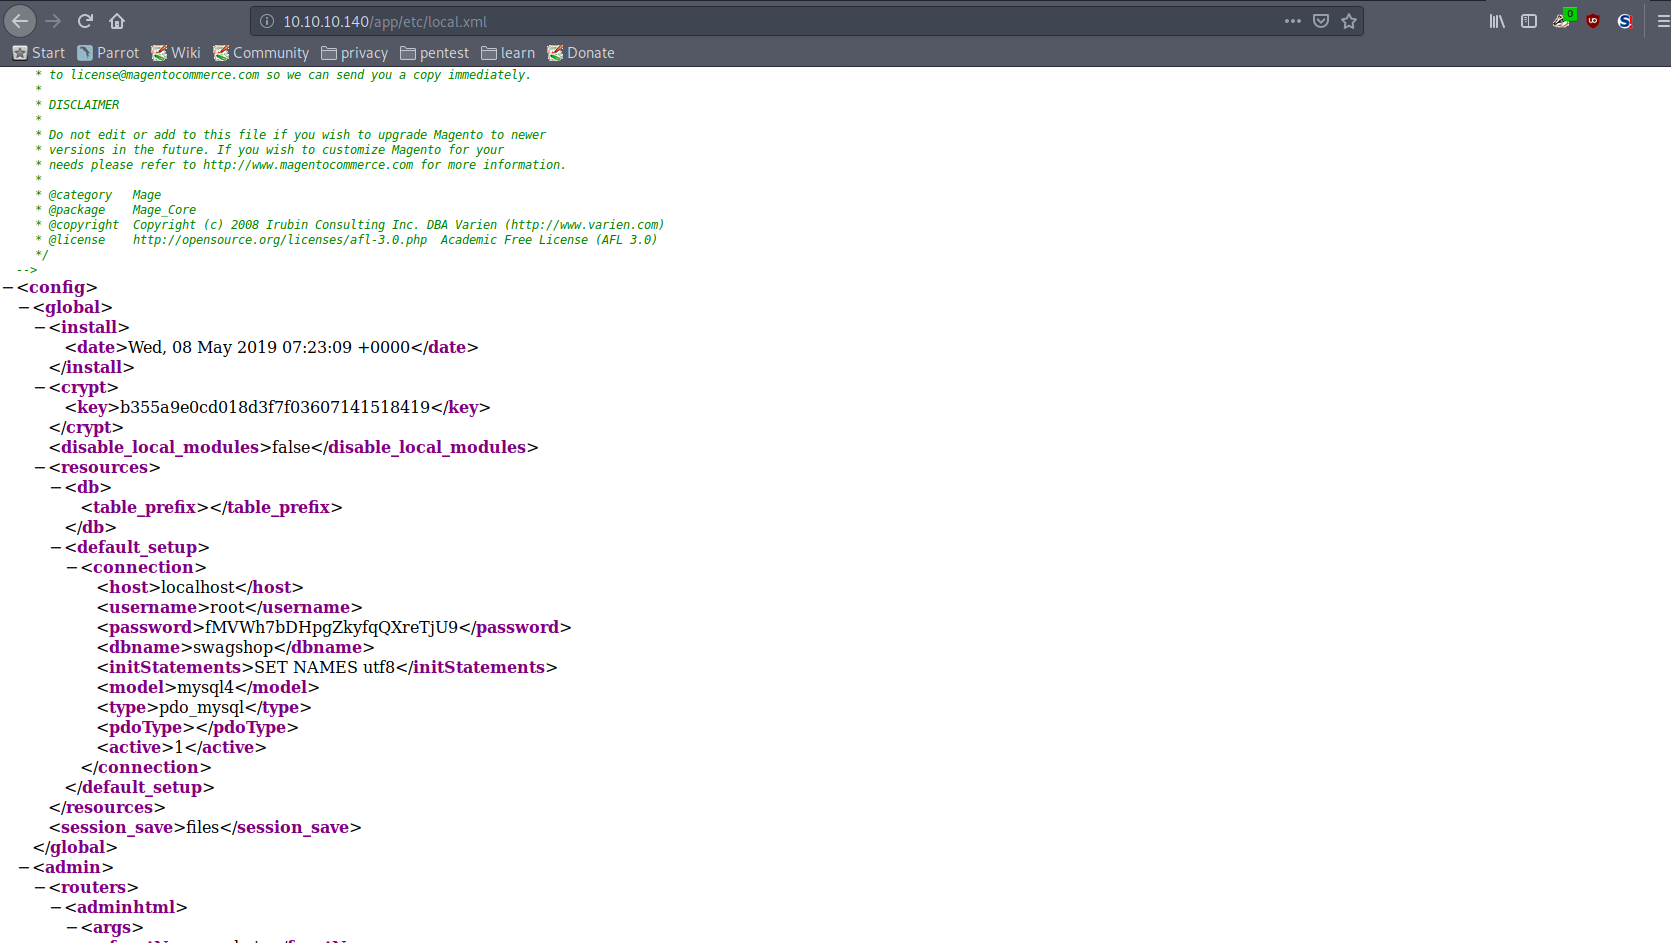 10.10.10.140/app/etc/local.xml
0
Start Parrot Wiki Community privacy pentest learn Donate
* to license@magentocommerce.com so we can send you a copy immediately.
*
* DISCLAIMER
*
* Do not edit or add to this file if you wish to upgrade Magento to newer
* versions in the future. If you wish to customize Magento for your
* needs please refer to http://www.magentocommerce.com for more information.
*
* @category   Mage
* @package    Mage_Core
* @copyright  Copyright (c) 2008 Irubin Consulting Inc. DBA Varien (http://www.varien.com)
* @license    http://opensource.org/licenses/afl-3.0.php  Academic Free License (AFL 3.0)
*/
-->
−<config>
−<global>
−<install>
<date>Wed, 08 May 2019 07:23:09 +0000</date>
</install>
−<crypt>
<key>b355a9e0cd018d3f7f03607141518419</key>
</crypt>
<disable_local_modules>false</disable_local_modules>
−<resources>
−<db>
<table_prefix></table_prefix>
</db>
−<default_setup>
−<connection>
<host>localhost</host>
<username>root</username>
<password>fMVWh7bDHpgZkyfqQXreTjU9</password>
<dbname>swagshop</dbname>
<initStatements>SET NAMES utf8</initStatements>
<model>mysql4</model>
<type>pdo_mysql</type>
<pdoType></pdoType>
<active>1</active>
</connection>
</default_setup>
</resources>
<session_save>files</session_save>
</global>
−<admin>
−<routers>
−<adminhtml>
−<args>